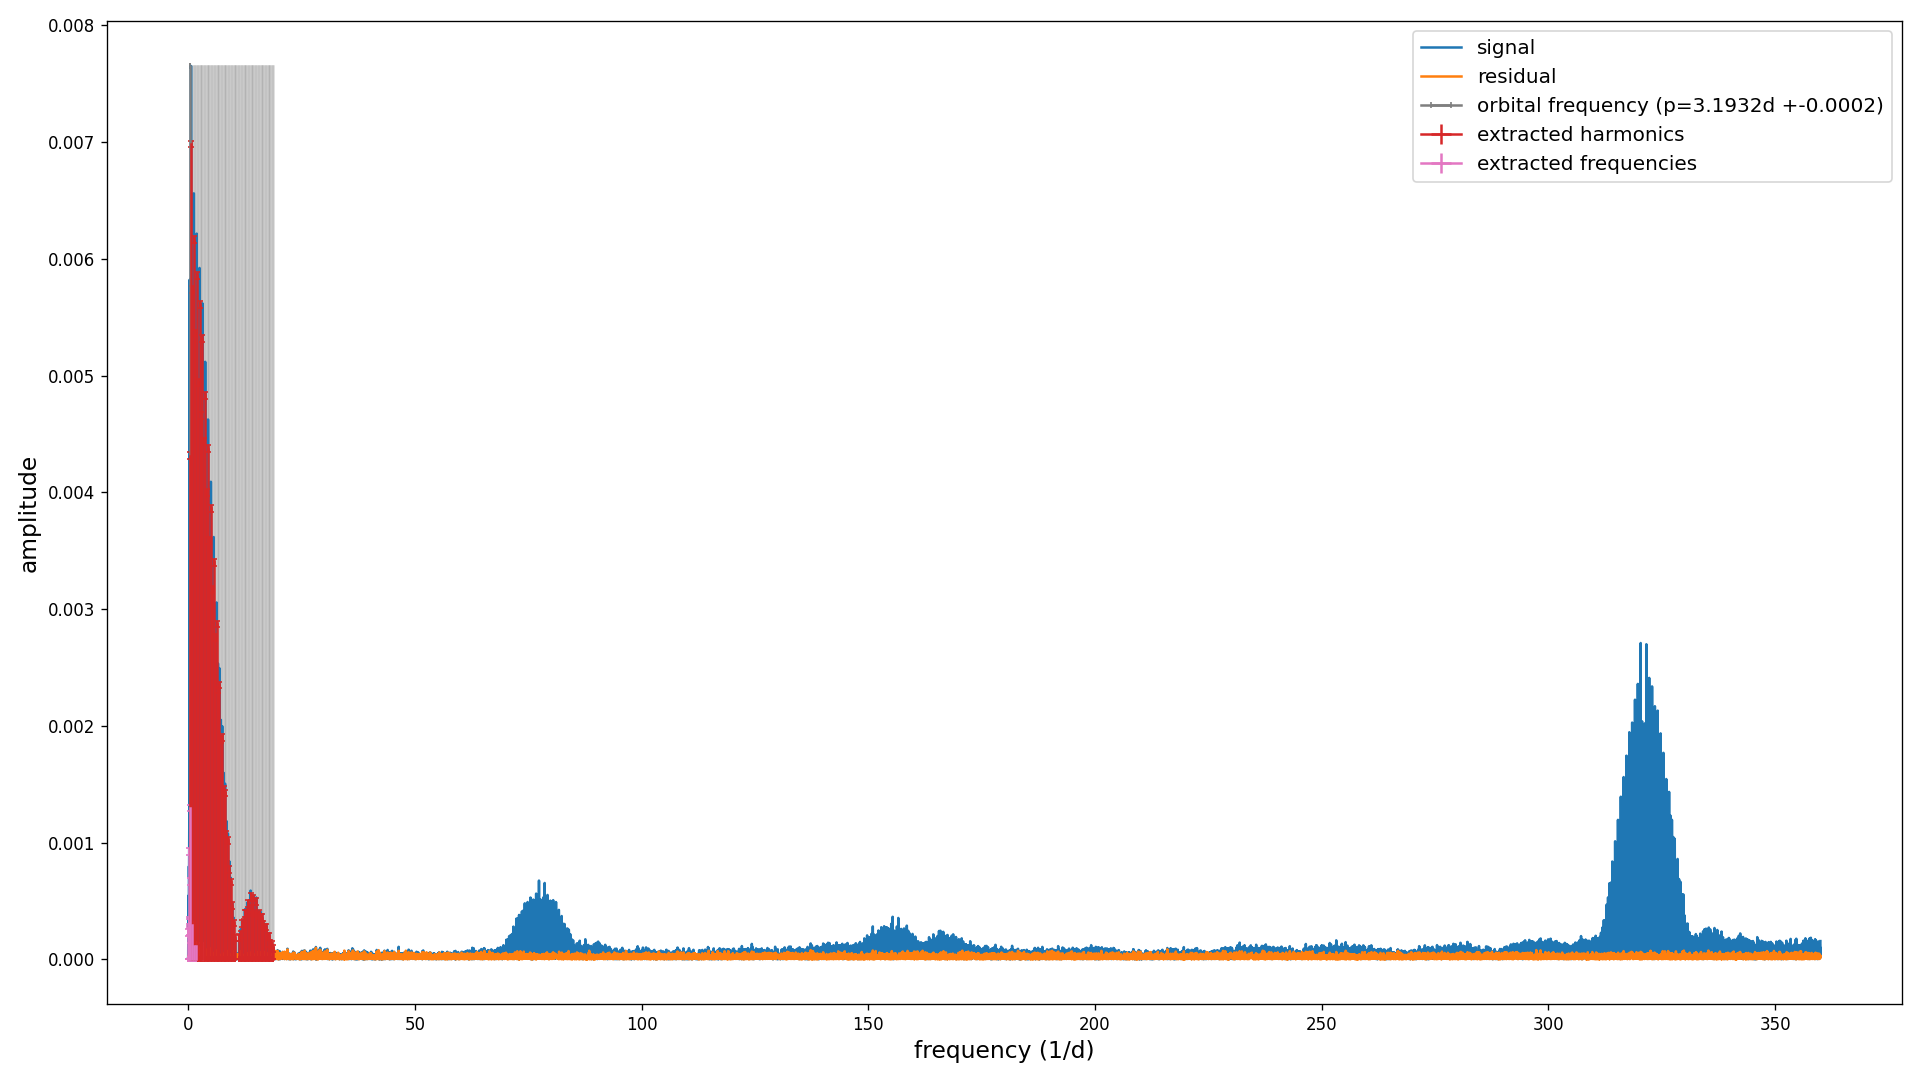 0.008
0.007
0.006
0.005
0.004
0.003
0.002
0.001
0.000
amplitude
signal
residual
orbital frequency (p=3.1932d +-0.0002)
extracted harmonics
extracted frequencies
0 50 100 150 200 250 300 350
frequency (1/d)